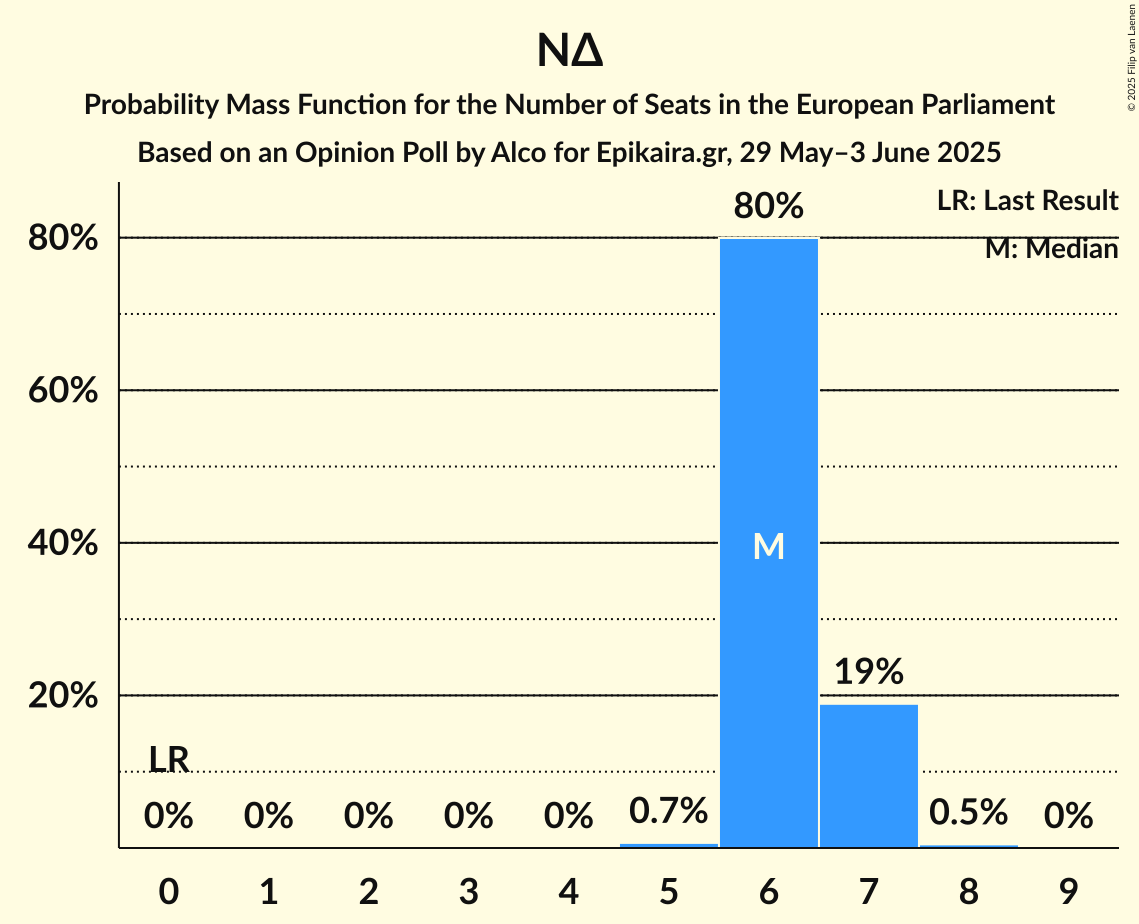 ΝΔ
Probability Mass Function for the Number of Seats in the European Parliament
Based on an Opinion Poll by Alco for Epikaira.gr, 29 May–3 June 2025
© 2025 Filip van Laenen
LR: Last Result
M: Median
80%
60%
40%
20%
LR
0%
0%
0%
0%
0%
0.7%
80%
M
19%
0.5%
0%
0 1 2 3 4 5 6 7 8 9